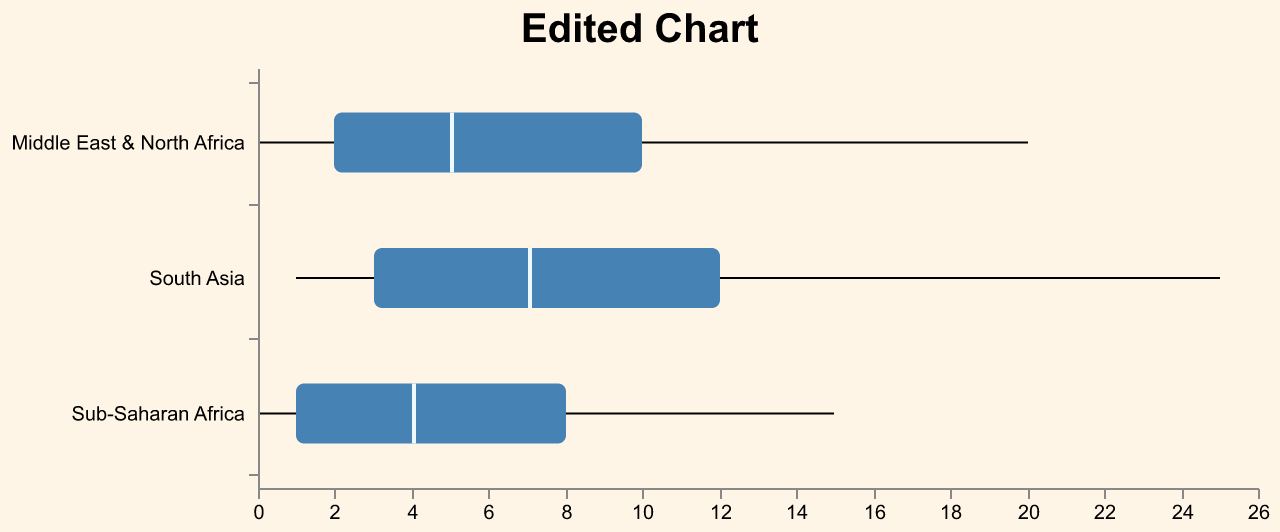 Edited Chart
Middle East & North Africa
South Asia
Sub-Saharan Africa
0 2 4 6 8 10 12 14 16 18 20 22 24 26